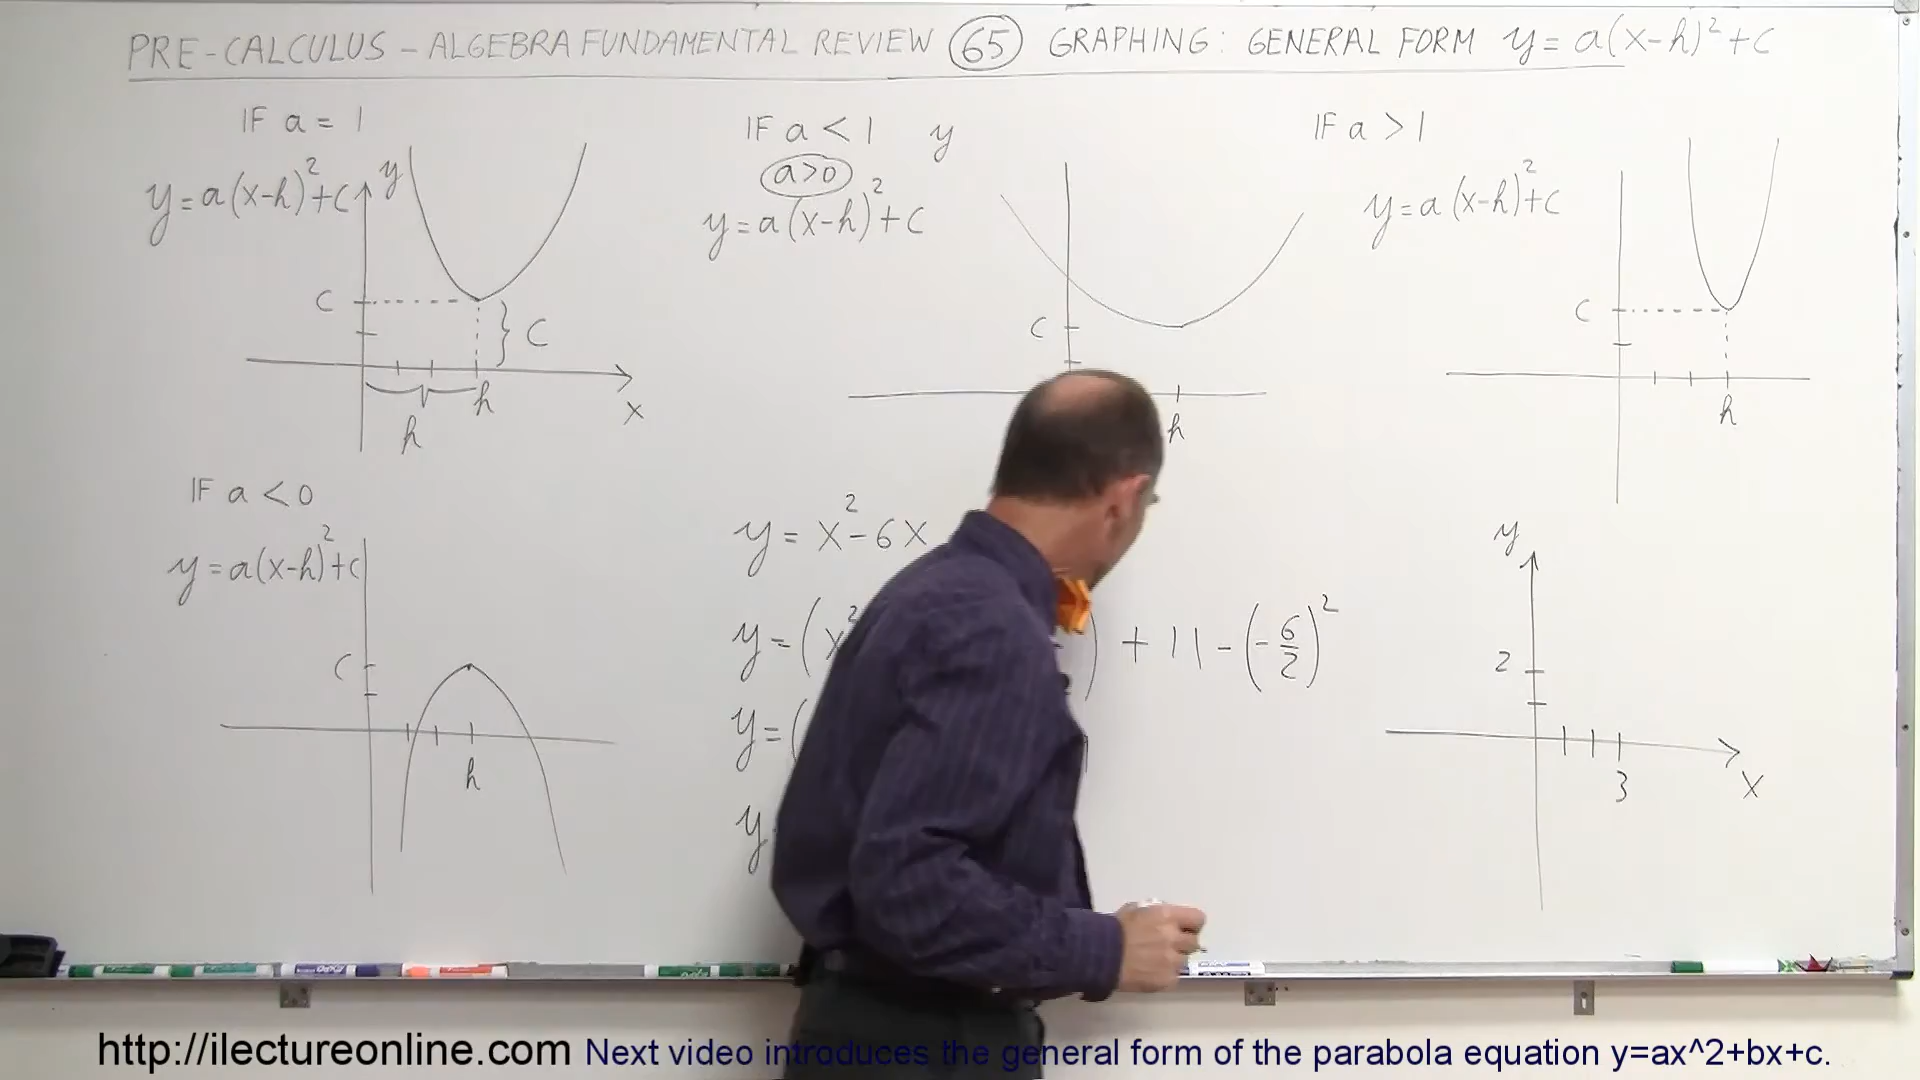 PRE-CALCULUS – ALGEBRA FUNDAMENTAL REVIEW 65 GRAPHING: GENERAL FORM y = a(x-h)² + c
IF a = 1
y = a(x-h)² + c
y
c
c
h
h
x
IF a < 1
a>0
y = a(x-h)² + c
y
c
h
IF a > 1
y = a(x-h)² + c
c
h
IF a < 0
y = a(x-h)² + c
c
h
y = x² - 6x
y = (x² ) + 11 - (-6/2)²
y = (
y
y
2
3
x
http://ilectureonline.com Next video introduces the general form of the parabola equation y=ax^2+bx+c.